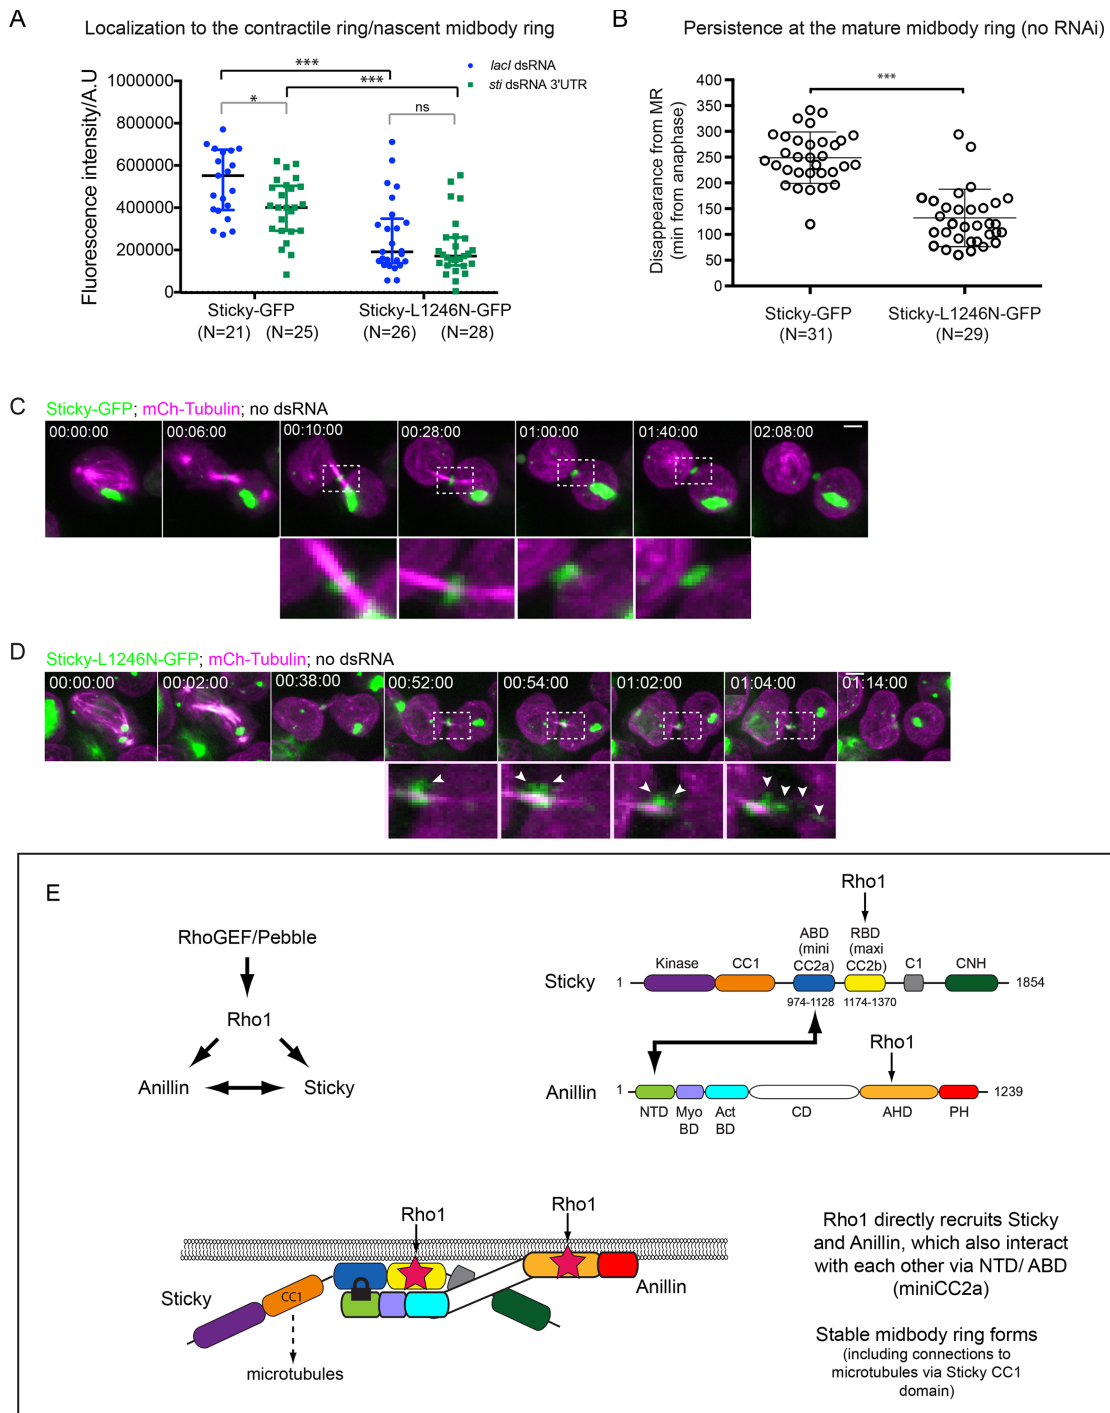 A
Localization to the contractile ring/nascent midbody ring
Fluorescence intensity/A.U
1000000
800000
600000
400000
200000
0
***
***
*
ns
lacI dsRNA
sti dsRNA 3'UTR
Sticky-GFP
Sticky-L1246N-GFP
(N=21)
(N=25)
(N=26)
(N=28)
B
Persistence at the mature midbody ring (no RNAi)
Disappearance from MR
(min from anaphase)
400
350
300
250
200
150
100
50
0
***
Sticky-GFP
Sticky-L1246N-GFP
(N=31)
(N=29)
C
Sticky-GFP; mCh-Tubulin; no dsRNA
00:00:00
00:06:00
00:10:00
00:28:00
01:00:00
01:40:00
02:08:00
D
Sticky-L1246N-GFP; mCh-Tubulin; no dsRNA
00:00:00
00:02:00
00:38:00
00:52:00
00:54:00
01:02:00
01:04:00
01:14:00
E
RhoGEF/Pebble
Rho1
Anillin
Sticky
Rho1
ABD
(mini
CC2a)
RBD
(maxi
CC2b)
Kinase
CC1
C1
CNH
Sticky
1
1854
974-1128
1174-1370
Rho1
Anillin
1
1239
NTD
Myo
BD
Act
BD
CD
AHD
PH
Rho1
Rho1
Sticky
CC1
Anillin
microtubules
Rho1 directly recruits Sticky
and Anillin, which also interact
with each other via NTD/ ABD
(miniCC2a)
Stable midbody ring forms
(including connections to
microtubules via Sticky CC1
domain)